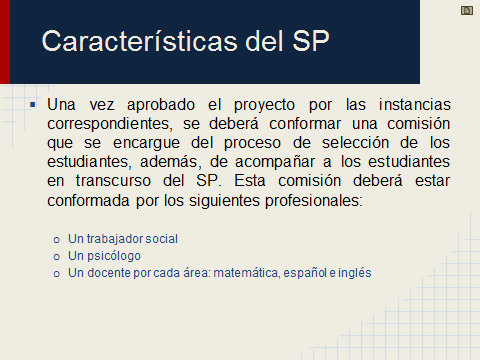 Características del SP
Una vez aprobado el proyecto por las instancias
correspondientes, se deberá conformar una comisión
que se encargue del proceso de selección de los
estudiantes, además, de acompañar a los estudiantes
en transcurso del SP. Esta comisión deberá estar
conformada por los siguientes profesionales:
o Un trabajador social
o Un psicólogo
o Un docente por cada área: matemática, español e inglés